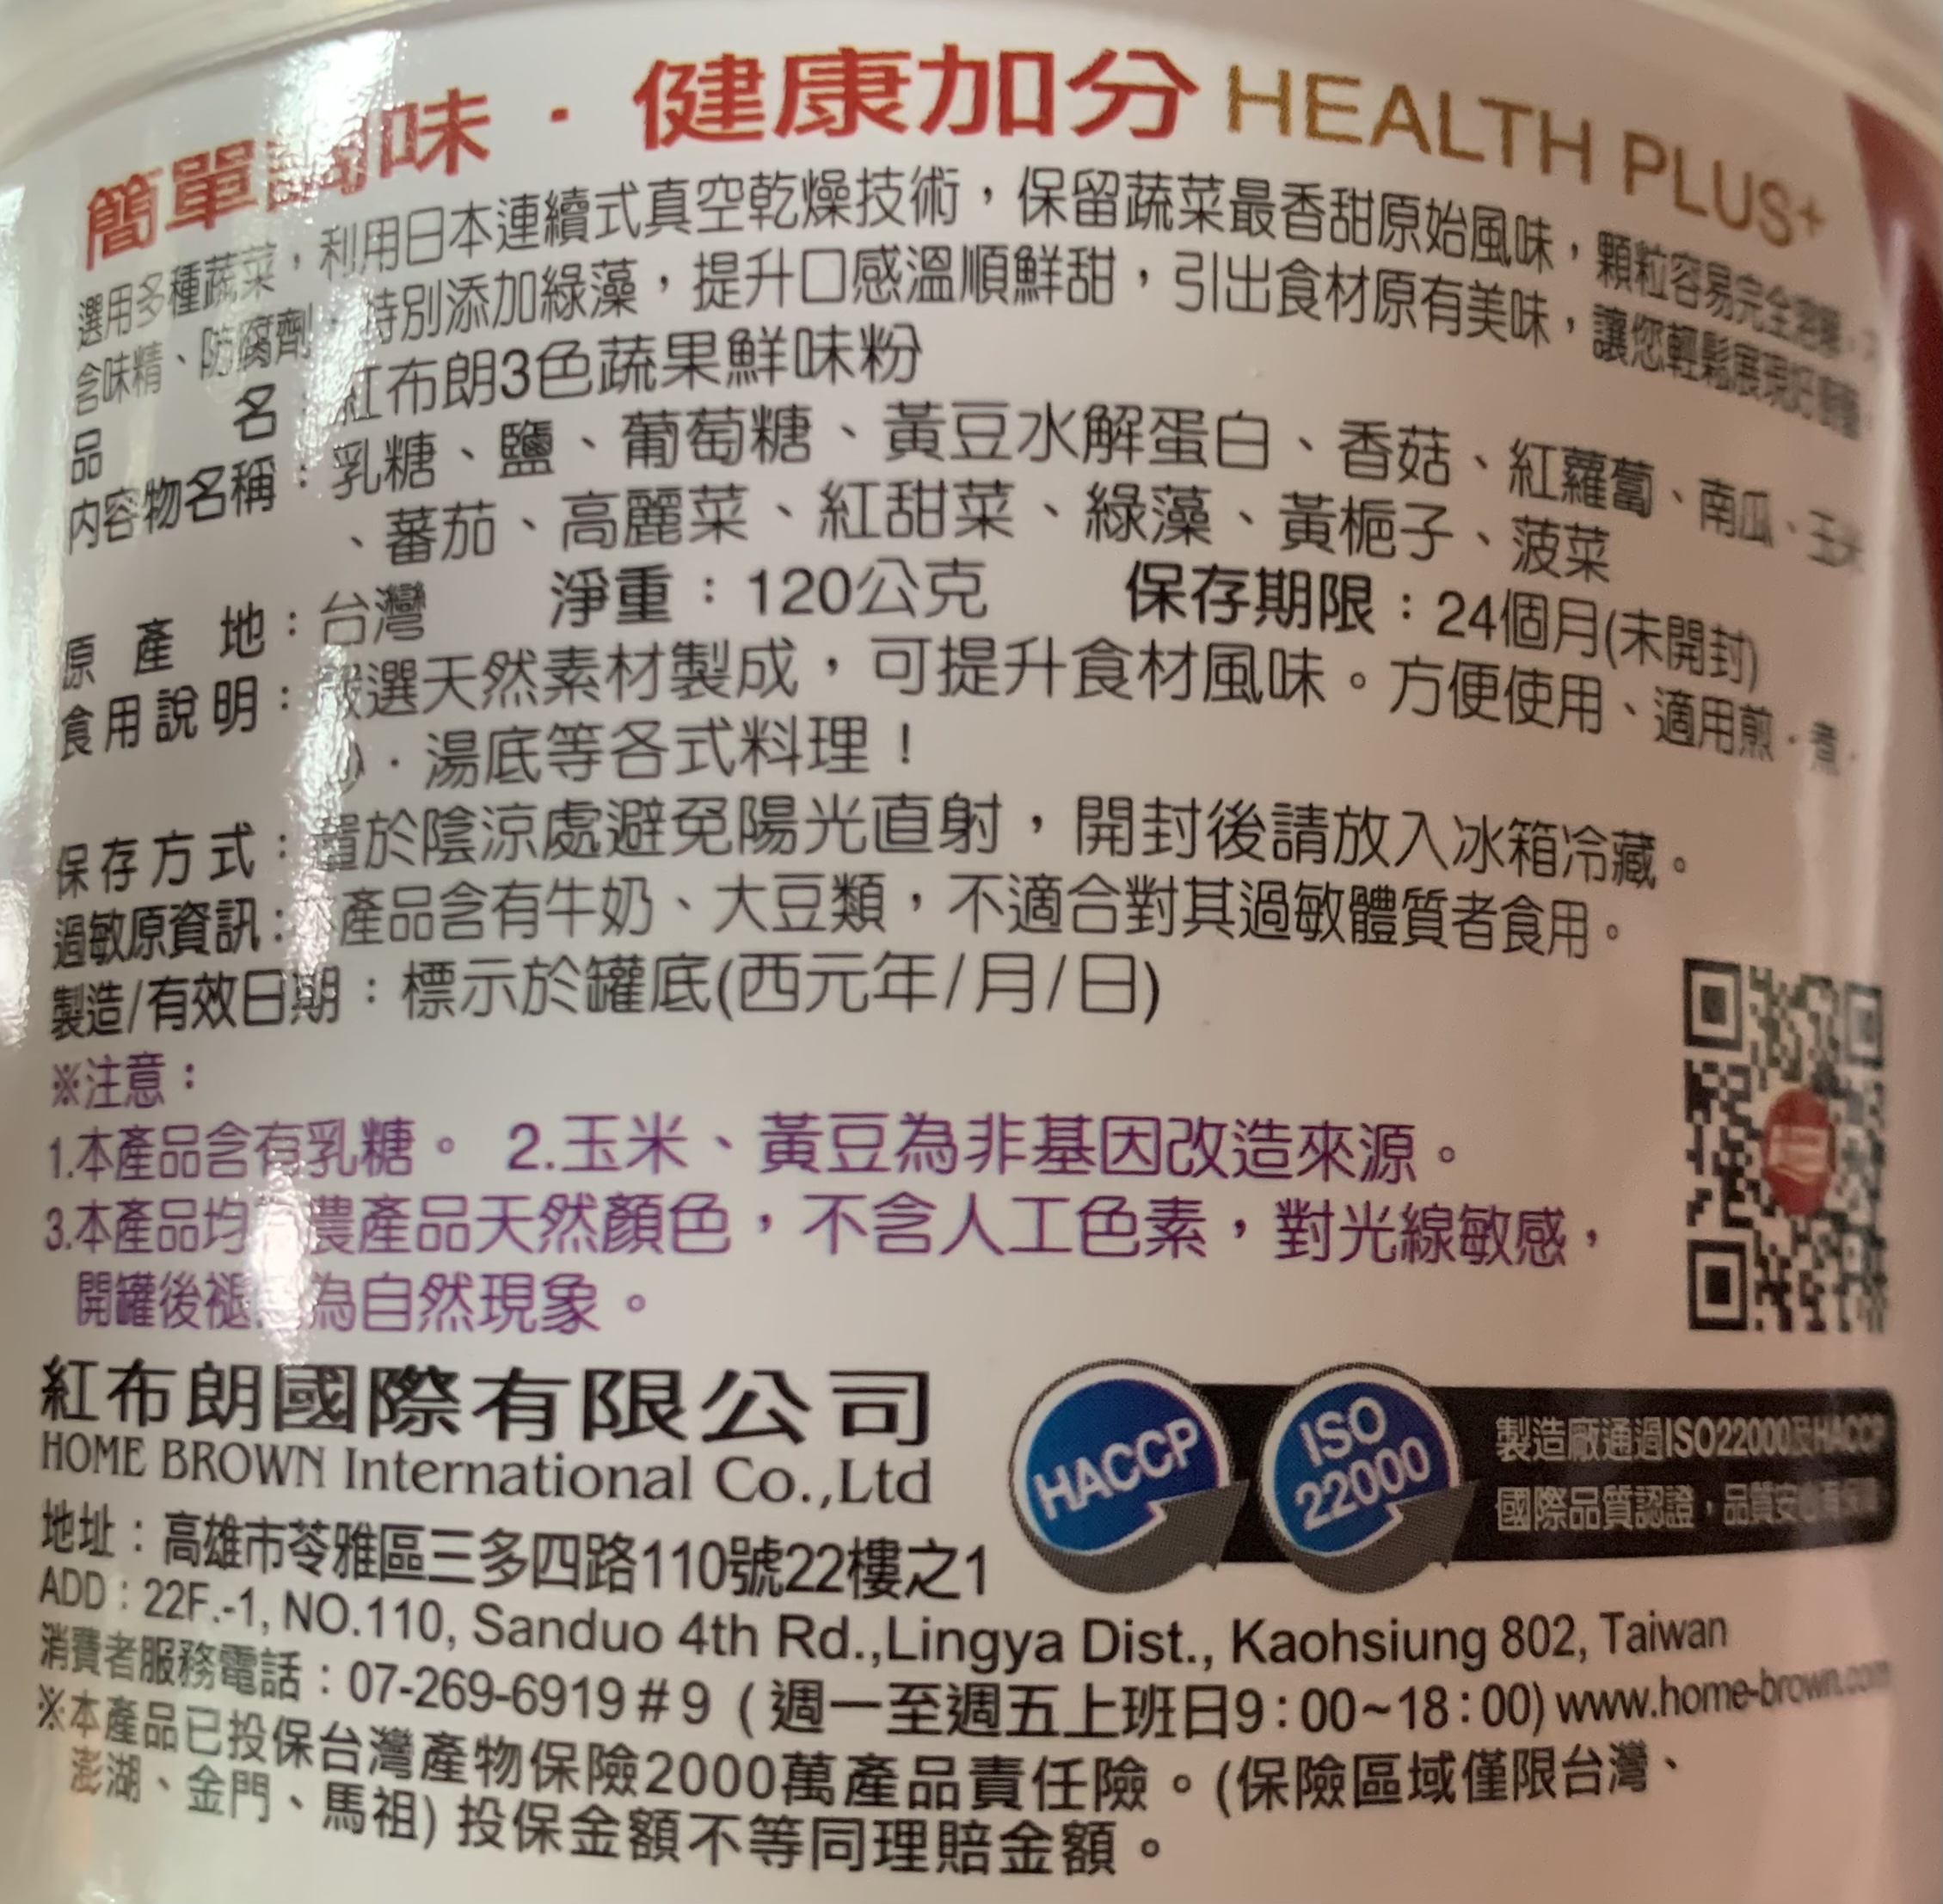 簡單調味・健康加分 HEALTH PLUS+
選用多種蔬菜，利用日本連續式真空乾燥技術，保留蔬菜最香甜原始風味，顆粒容易完全
含味精、防腐劑，特別添加綠藻，提升口感溫順鮮甜，引出食材原有美味，讓您輕鬆展現好
品　　名：紅布朗3色蔬果鮮味粉
內容物名稱：乳糖、鹽、葡萄糖、黃豆水解蛋白、香菇、紅蘿蔔、南瓜、玉米
、蕃茄、高麗菜、紅甜菜、綠藻、黃梔子、菠菜
原 產 地：台灣　淨重：120公克　保存期限：24個月(未開封)
食用說明：嚴選天然素材製成，可提升食材風味。方便使用、適用煎．煮．
．湯底等各式料理！
保存方式：置於陰涼處避免陽光直射，開封後請放入冰箱冷藏。
過敏原資訊：本產品含有牛奶、大豆類，不適合對其過敏體質者食用。
製造/有效日期：標示於罐底(西元年/月/日)
※注意：
1.本產品含有乳糖。 2.玉米、黃豆為非基因改造來源。
3.本產品均農產品天然顏色，不含人工色素，對光線敏感，
開罐後褪為自然現象。
紅布朗國際有限公司
HOME BROWN International Co.,Ltd
HACCP
ISO 22000
製造廠通過ISO22000及HACCP
國際品質認證，品質安心有保障
地址：高雄市苓雅區三多四路110號22樓之1
ADD : 22F.-1, NO.110, Sanduo 4th Rd.,Lingya Dist., Kaohsiung 802, Taiwan
消費者服務電話：07-269-6919＃9 (週一至週五上班日9:00~18:00) www.home-brown.com
※本產品已投保台灣產物保險2000萬產品責任險。(保險區域僅限台灣、
澎湖、金門、馬祖) 投保金額不等同理賠金額。